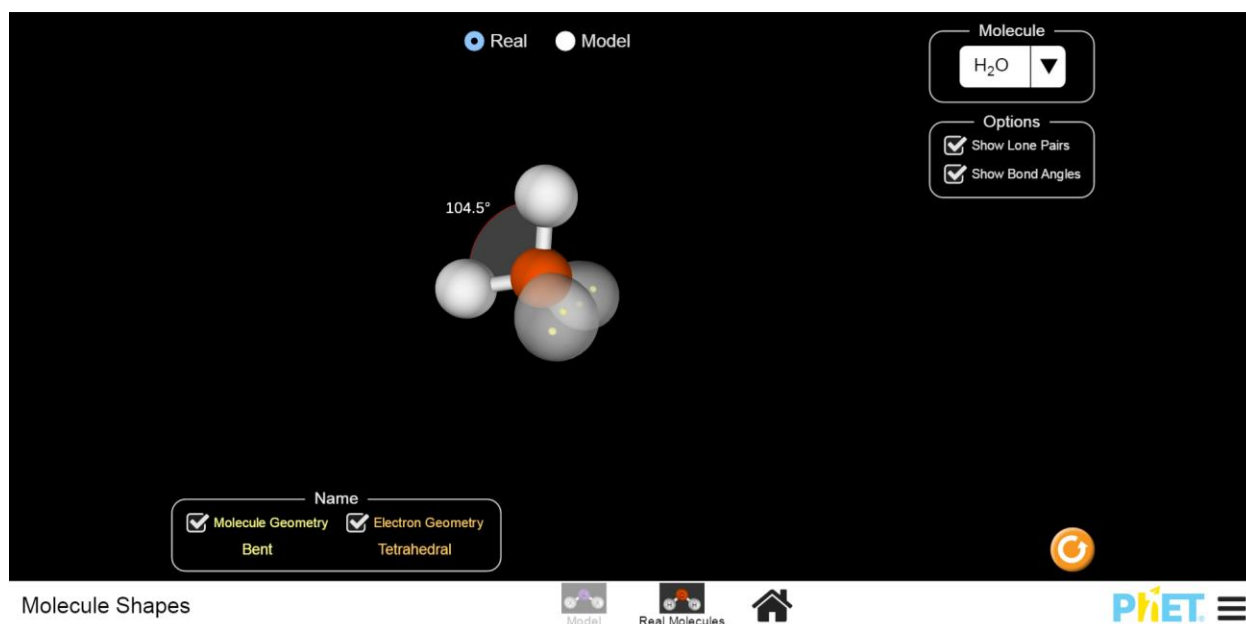 Real
Model
Molecule
H₂O
Options
Show Lone Pairs
Show Bond Angles
104.5°
Name
Molecule Geometry
Electron Geometry
Bent
Tetrahedral
Molecule Shapes
Model
Real Molecules
PhET